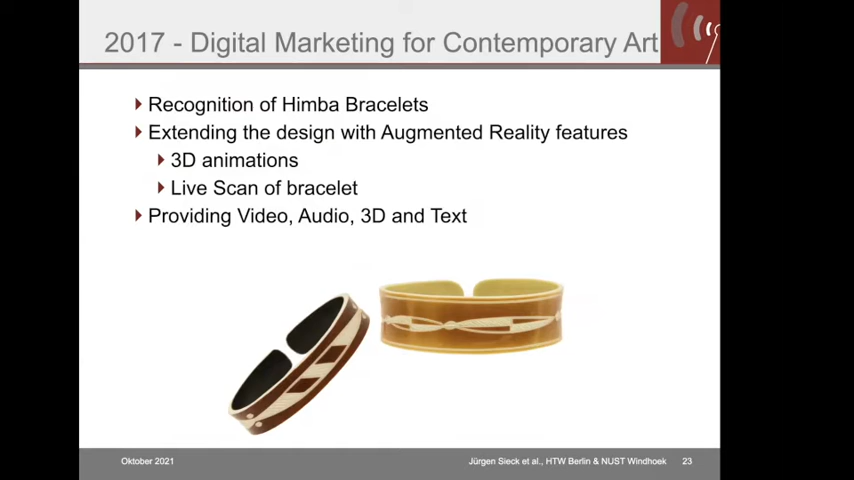 2017 - Digital Marketing for Contemporary Art
Recognition of Himba Bracelets
Extending the design with Augmented Reality features
3D animations
Live Scan of bracelet
Providing Video, Audio, 3D and Text
Oktober 2021
Jürgen Sieck et al., HTW Berlin & NUST Windhoek
23